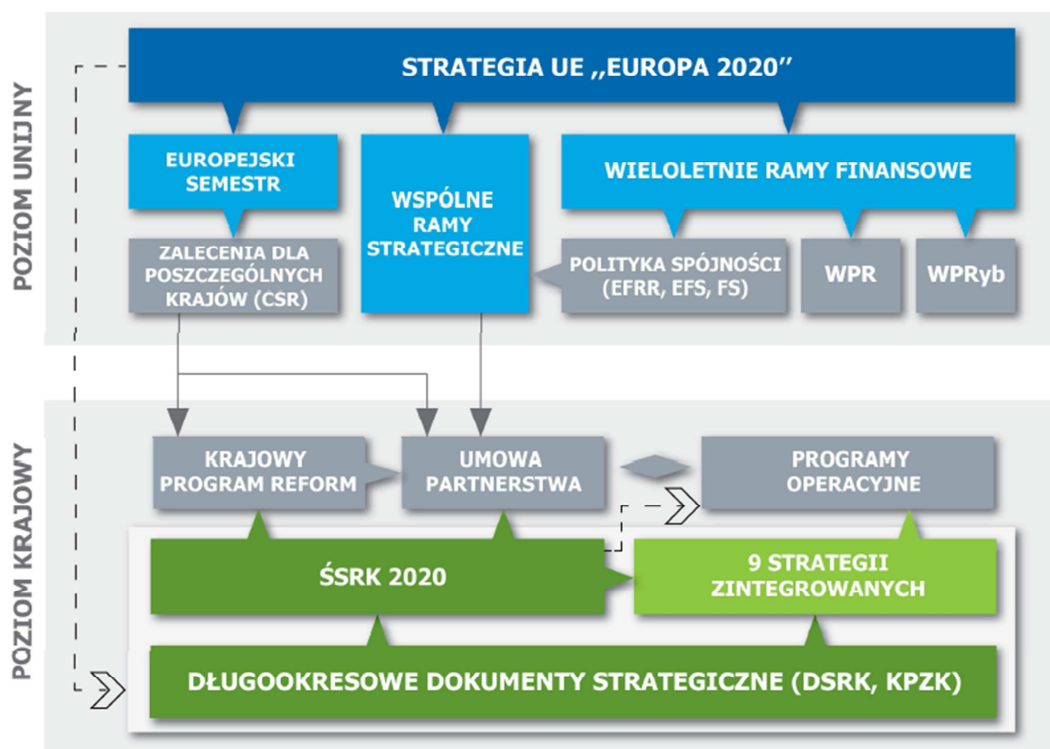 POZIOM UNIJNY
STRATEGIA UE „EUROPA 2020”
EUROPEJSKI
SEMESTR
WSPÓLNE
RAMY
STRATEGICZNE
WIELOLETNIE RAMY FINANSOWE
ZALECENIA DLA
POSZCZEGÓLNYCH
KRAJÓW (CSR)
POLITYKA SPÓJNOŚCI
(EFRR, EFS, FS)
WPR
WPRyb
POZIOM KRAJOWY
KRAJOWY
PROGRAM REFORM
UMOWA
PARTNERSTWA
PROGRAMY
OPERACYJNE
ŚSRK 2020
9 STRATEGII
ZINTEGROWANYCH
DŁUGOOKRESOWE DOKUMENTY STRATEGICZNE (DSRK, KPZK)